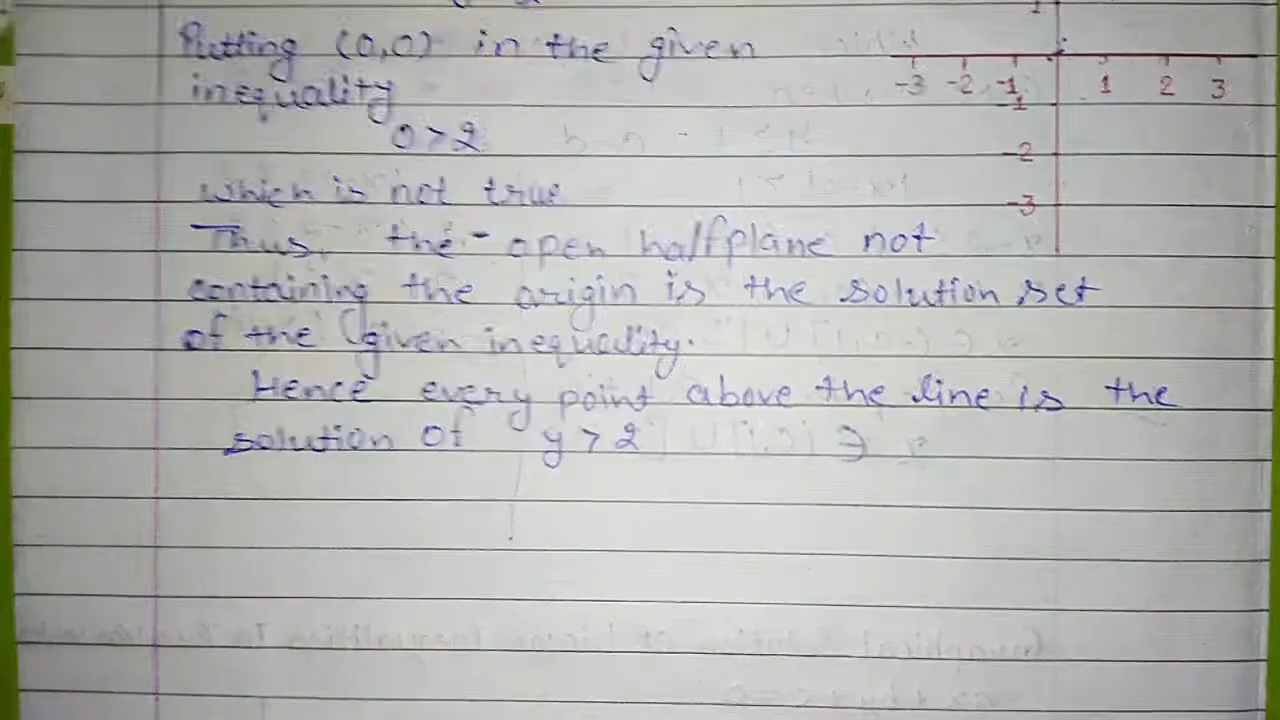 Putting (0,0) in the given
inequality
0 > 2
which is not true
Thus, the open halfplane not
containing the origin is the solution set
of the given inequality.
Hence every point above the line is the
solution of y > 2
1
-3 -2 -1 1 2 3
-1
-2
-3